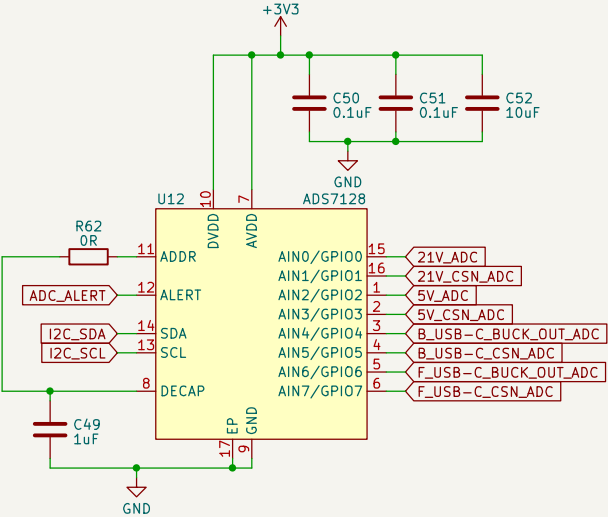 +3V3
C50
0.1uF
C51
0.1uF
C52
10uF
GND
U12
ADS7128
10
7
DVDD
AVDD
R62
0R
11
ADDR
AIN0/GPIO0
15
21V_ADC
AIN1/GPIO1
16
21V_CSN_ADC
ADC_ALERT
12
ALERT
AIN2/GPIO2
1
5V_ADC
AIN3/GPIO3
2
5V_CSN_ADC
I2C_SDA
14
SDA
AIN4/GPIO4
3
B_USB-C_BUCK_OUT_ADC
I2C_SCL
13
SCL
AIN5/GPIO5
4
B_USB-C_CSN_ADC
AIN6/GPIO6
5
F_USB-C_BUCK_OUT_ADC
8
DECAP
AIN7/GPIO7
6
F_USB-C_CSN_ADC
C49
1uF
EP
GND
17
9
GND